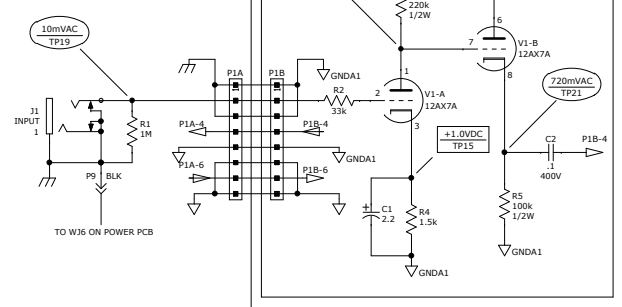 220k
1/2W
10mVAC
TP19
6
7
V1-B
12AX7A
8
P1A
P1B
GNDA1
1
1
1
720mVAC
TP21
R2
33k
2
V1-A
12AX7A
3
J1
INPUT
1
R1
1M
P1A-4
P1B-4
+1.0VDC
TP15
C2
.1
400V
P1B-4
GNDA1
P9
BLK
P1A-6
P1B-6
C1
2.2
R4
1.5k
R5
100k
1/2W
TO WJ6 ON POWER PCB
GNDA1
GNDA1